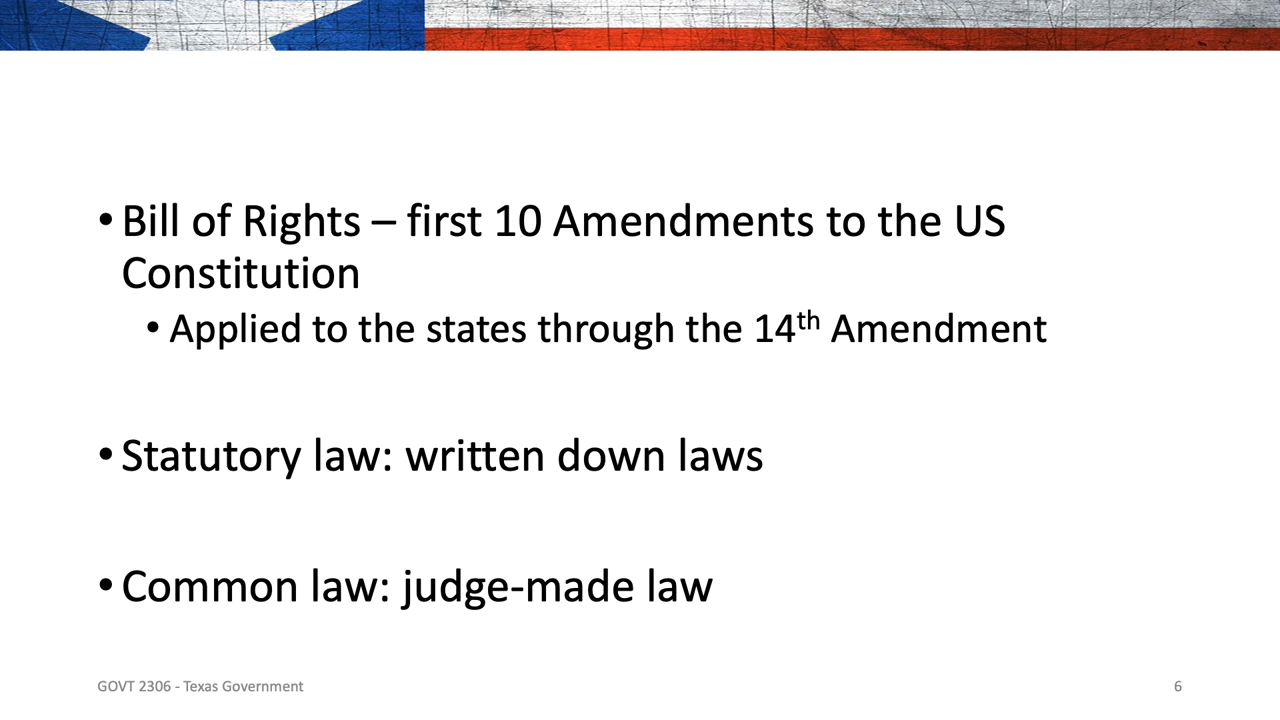 • Bill of Rights – first 10 Amendments to the US
Constitution
• Applied to the states through the 14th Amendment
• Statutory law: written down laws
• Common law: judge-made law
GOVT 2306 - Texas Government
6